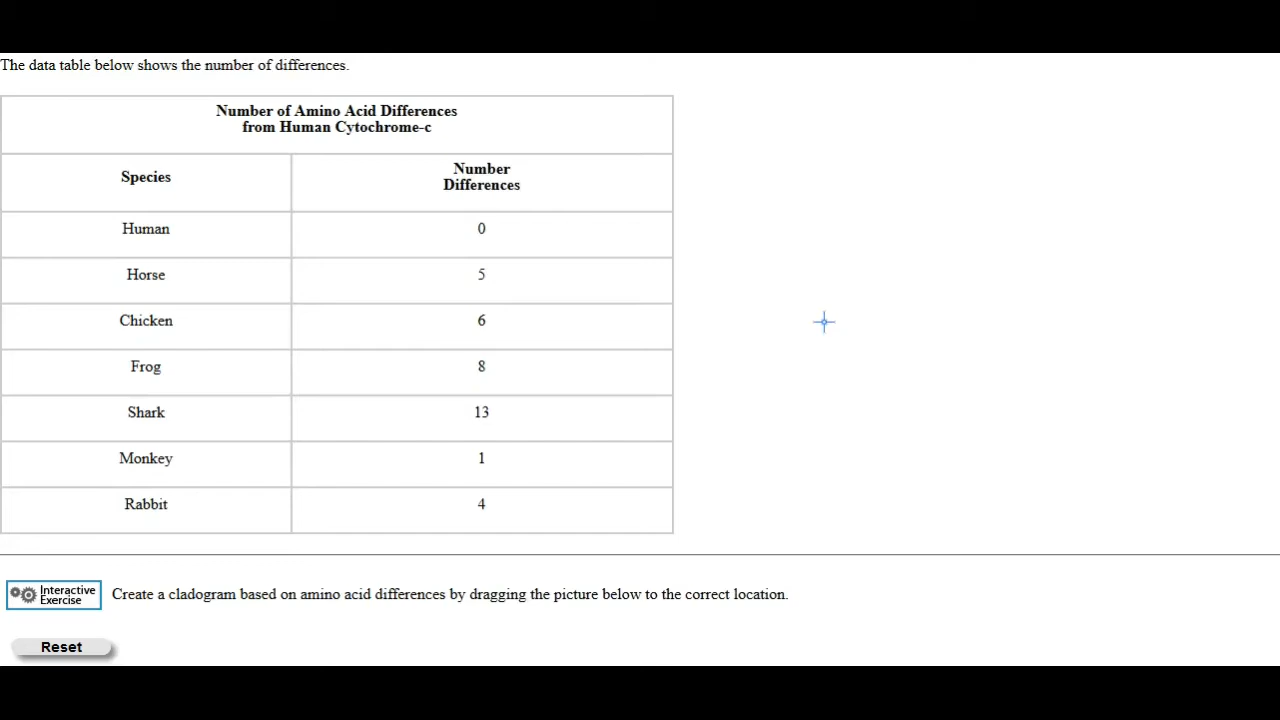 The data table below shows the number of differences.
Number of Amino Acid Differences
from Human Cytochrome-c
Species
Number
Differences
Human 0
Horse 5
Chicken 6
Frog 8
Shark 13
Monkey 1
Rabbit 4
Interactive
Exercise
Create a cladogram based on amino acid differences by dragging the picture below to the correct location.
Reset